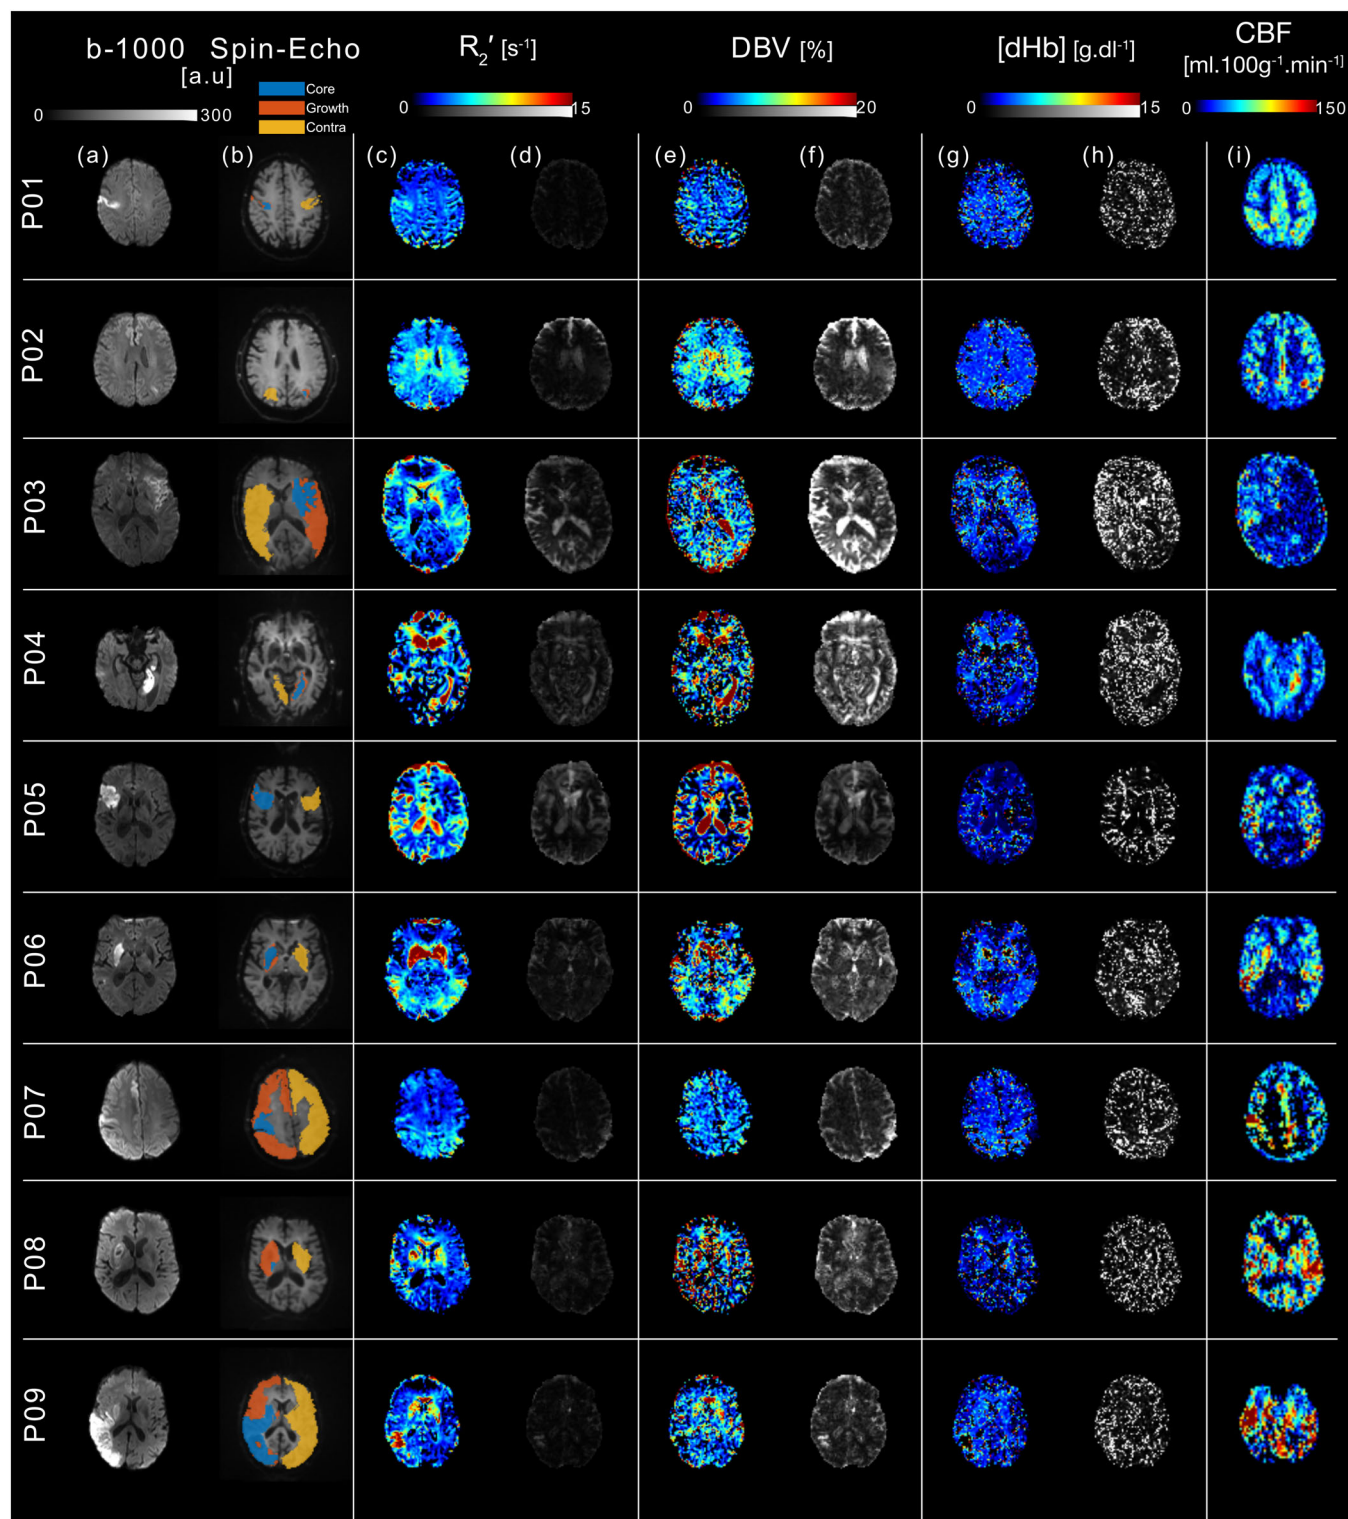 b-1000 Spin-Echo R₂′ [s⁻¹] DBV [%] [dHb] [g.dl⁻¹] CBF
[a.u] [ml.100g⁻¹.min⁻¹]
Core
Growth
Contra
0 300 0 15 0 20 0 15 0 150
(a) (b) (c) (d) (e) (f) (g) (h) (i)
P01
P02
P03
P04
P05
P06
P07
P08
P09